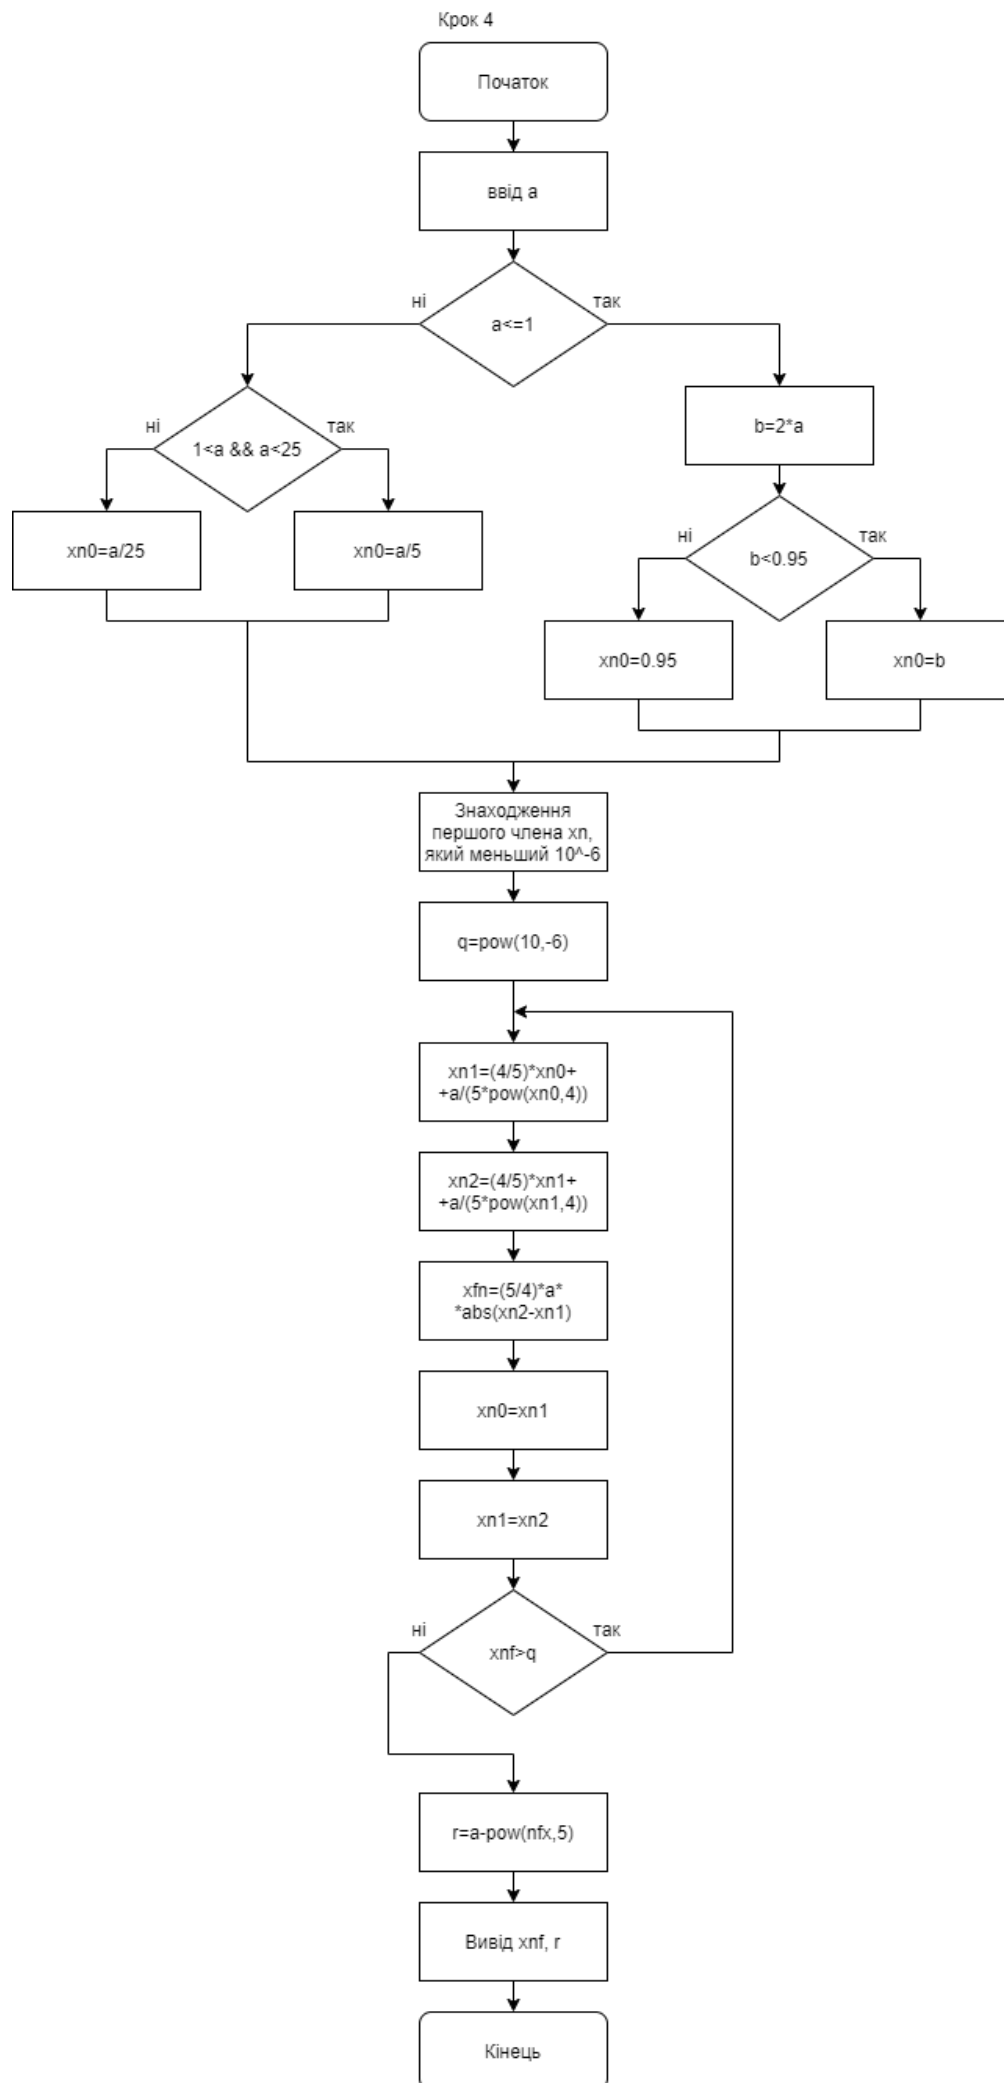 Крок 4
Початок
ввід a
ні
так
a<=1
ні
так
1<a && a<25
b=2*a
xn0=a/25
xn0=a/5
ні
так
b<0.95
xn0=0.95
xn0=b
Знаходження
першого члена xn,
який меньший 10^-6
q=pow(10,-6)
xn1=(4/5)*xn0+
+a/(5*pow(xn0,4))
xn2=(4/5)*xn1+
+a/(5*pow(xn1,4))
xfn=(5/4)*a*
*abs(xn2-xn1)
xn0=xn1
xn1=xn2
ні
так
xnf>q
r=a-pow(nfx,5)
Вивід xnf, r
Кінець